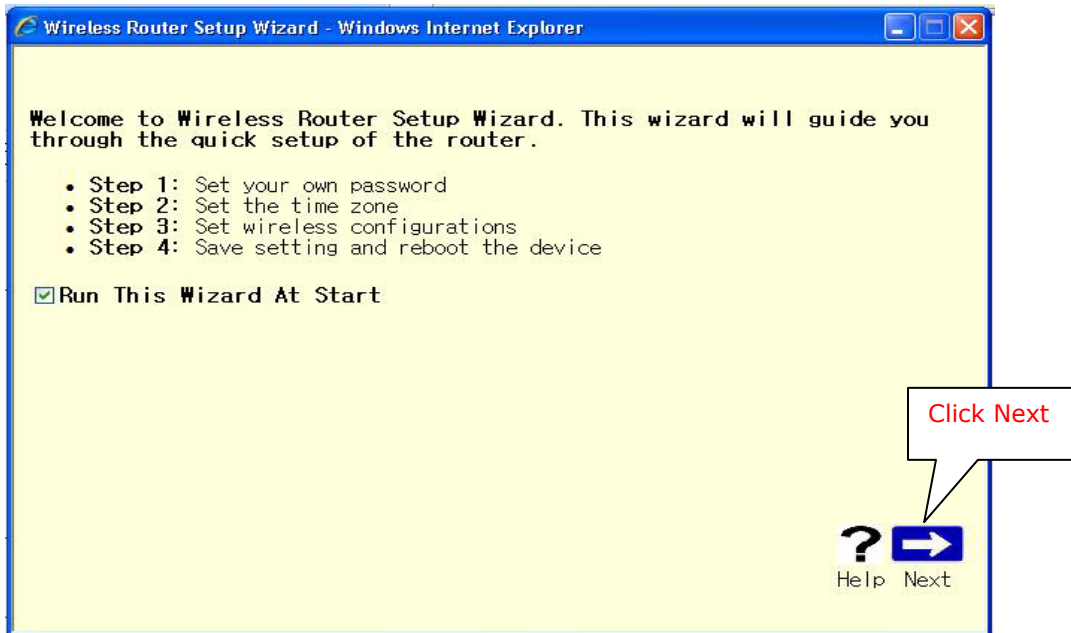 Wireless Router Setup Wizard - Windows Internet Explorer
Welcome to Wireless Router Setup Wizard. This wizard will guide you
through the quick setup of the router.
• Step 1: Set your own password
• Step 2: Set the time zone
• Step 3: Set wireless configurations
• Step 4: Save setting and reboot the device
Run This Wizard At Start
Click Next
?
Help Next